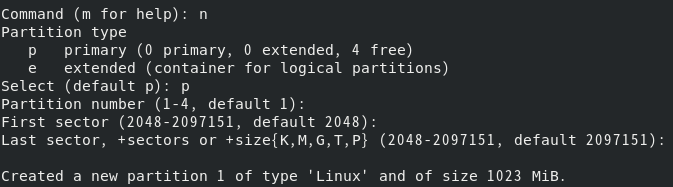 Command (m for help): n
Partition type
   p   primary (0 primary, 0 extended, 4 free)
   e   extended (container for logical partitions)
Select (default p): p
Partition number (1-4, default 1):
First sector (2048-2097151, default 2048):
Last sector, +sectors or +size{K,M,G,T,P} (2048-2097151, default 2097151):

Created a new partition 1 of type 'Linux' and of size 1023 MiB.